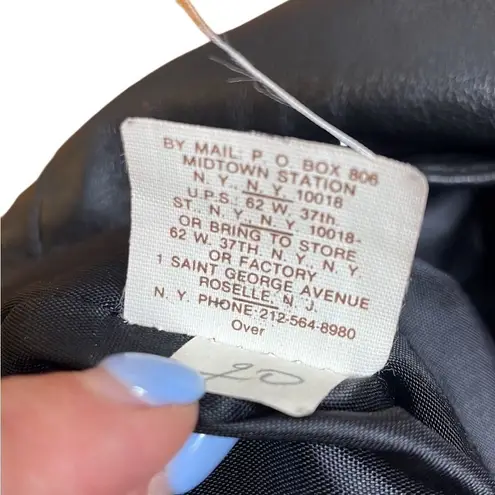 BY MAIL: P. O. BOX 806
MIDTOWN STATION
N. Y., N. Y. 10018
U.P.S.: 62 W. 37th.
ST. N. Y., N. Y. 10018-
OR BRING TO STORE
62 W. 37TH N. Y., N. Y.
OR FACTORY
1 SAINT GEORGE AVENUE
ROSELLE, N. J.
N. Y. PHONE:212-564-8980
Over